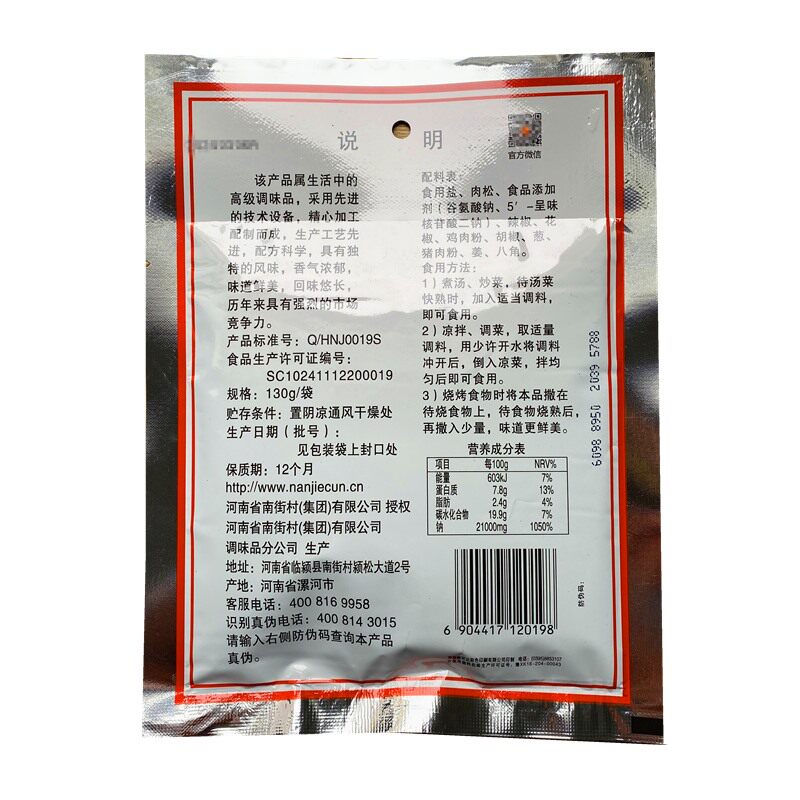 说 明
官方微信
该产品属生活中的
高级调味品，采用先进
的技术设备，精心加工
配制而成，生产工艺先
进，配方科学，具有独
特的风味，香气浓郁，
味道鲜美，回味悠长，
历年来具有强烈的市场
竞争力。
产品标准号：Q/HNJ0019S
食品生产许可证编号：
SC10241112200019
规格：130g/袋
贮存条件：置阴凉通风干燥处
生产日期（批号）：
见包装袋上封口处
保质期：12个月
http://www.nanjiecun.cn
河南省南街村(集团)有限公司 授权
河南省南街村(集团)有限公司
调味品分公司 生产
地址：河南省临颍县南街村颍松大道2号
产地：河南省漯河市
客服电话：400 816 9958
识别真伪电话：400 814 3015
请输入右侧防伪码查询本产品
真伪。
配料表：
食用盐、肉松、食品添加
剂（谷氨酸钠、5′-呈味
核苷酸二钠）、辣椒、花
椒、鸡肉粉、胡椒、葱、
猪肉粉、姜、八角。
食用方法：
1）煮汤、炒菜，待汤菜
快熟时，加入适当调料，
即可食用。
2）凉拌、调菜，取适量
调料，用少许开水将调料
冲开后，倒入凉菜，拌均
匀后即可食用。
3）烧烤食物时将本品撒在
待烧食物上，待食物烧熟后，
再撒入少量，味道更鲜美。
营养成分表
项目 每100g NRV%
能量 603kJ 7%
蛋白质 7.8g 13%
脂肪 2.4g 4%
碳水化合物 19.9g 7%
钠 21000mg 1050%
6 904417 120198
防伪码：
6098 8950 2039 5788